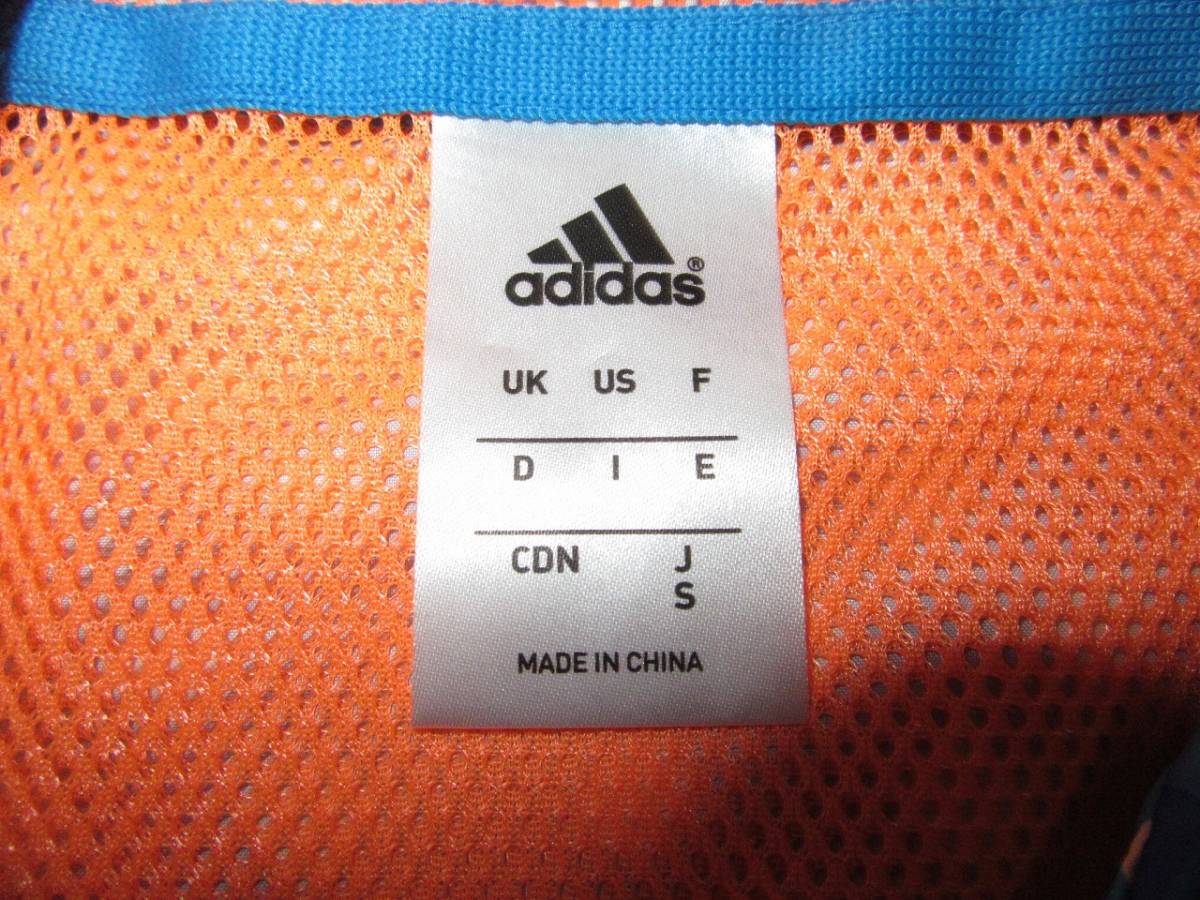 adidas®
UK US F
D I E
CDN J
S
MADE IN CHINA